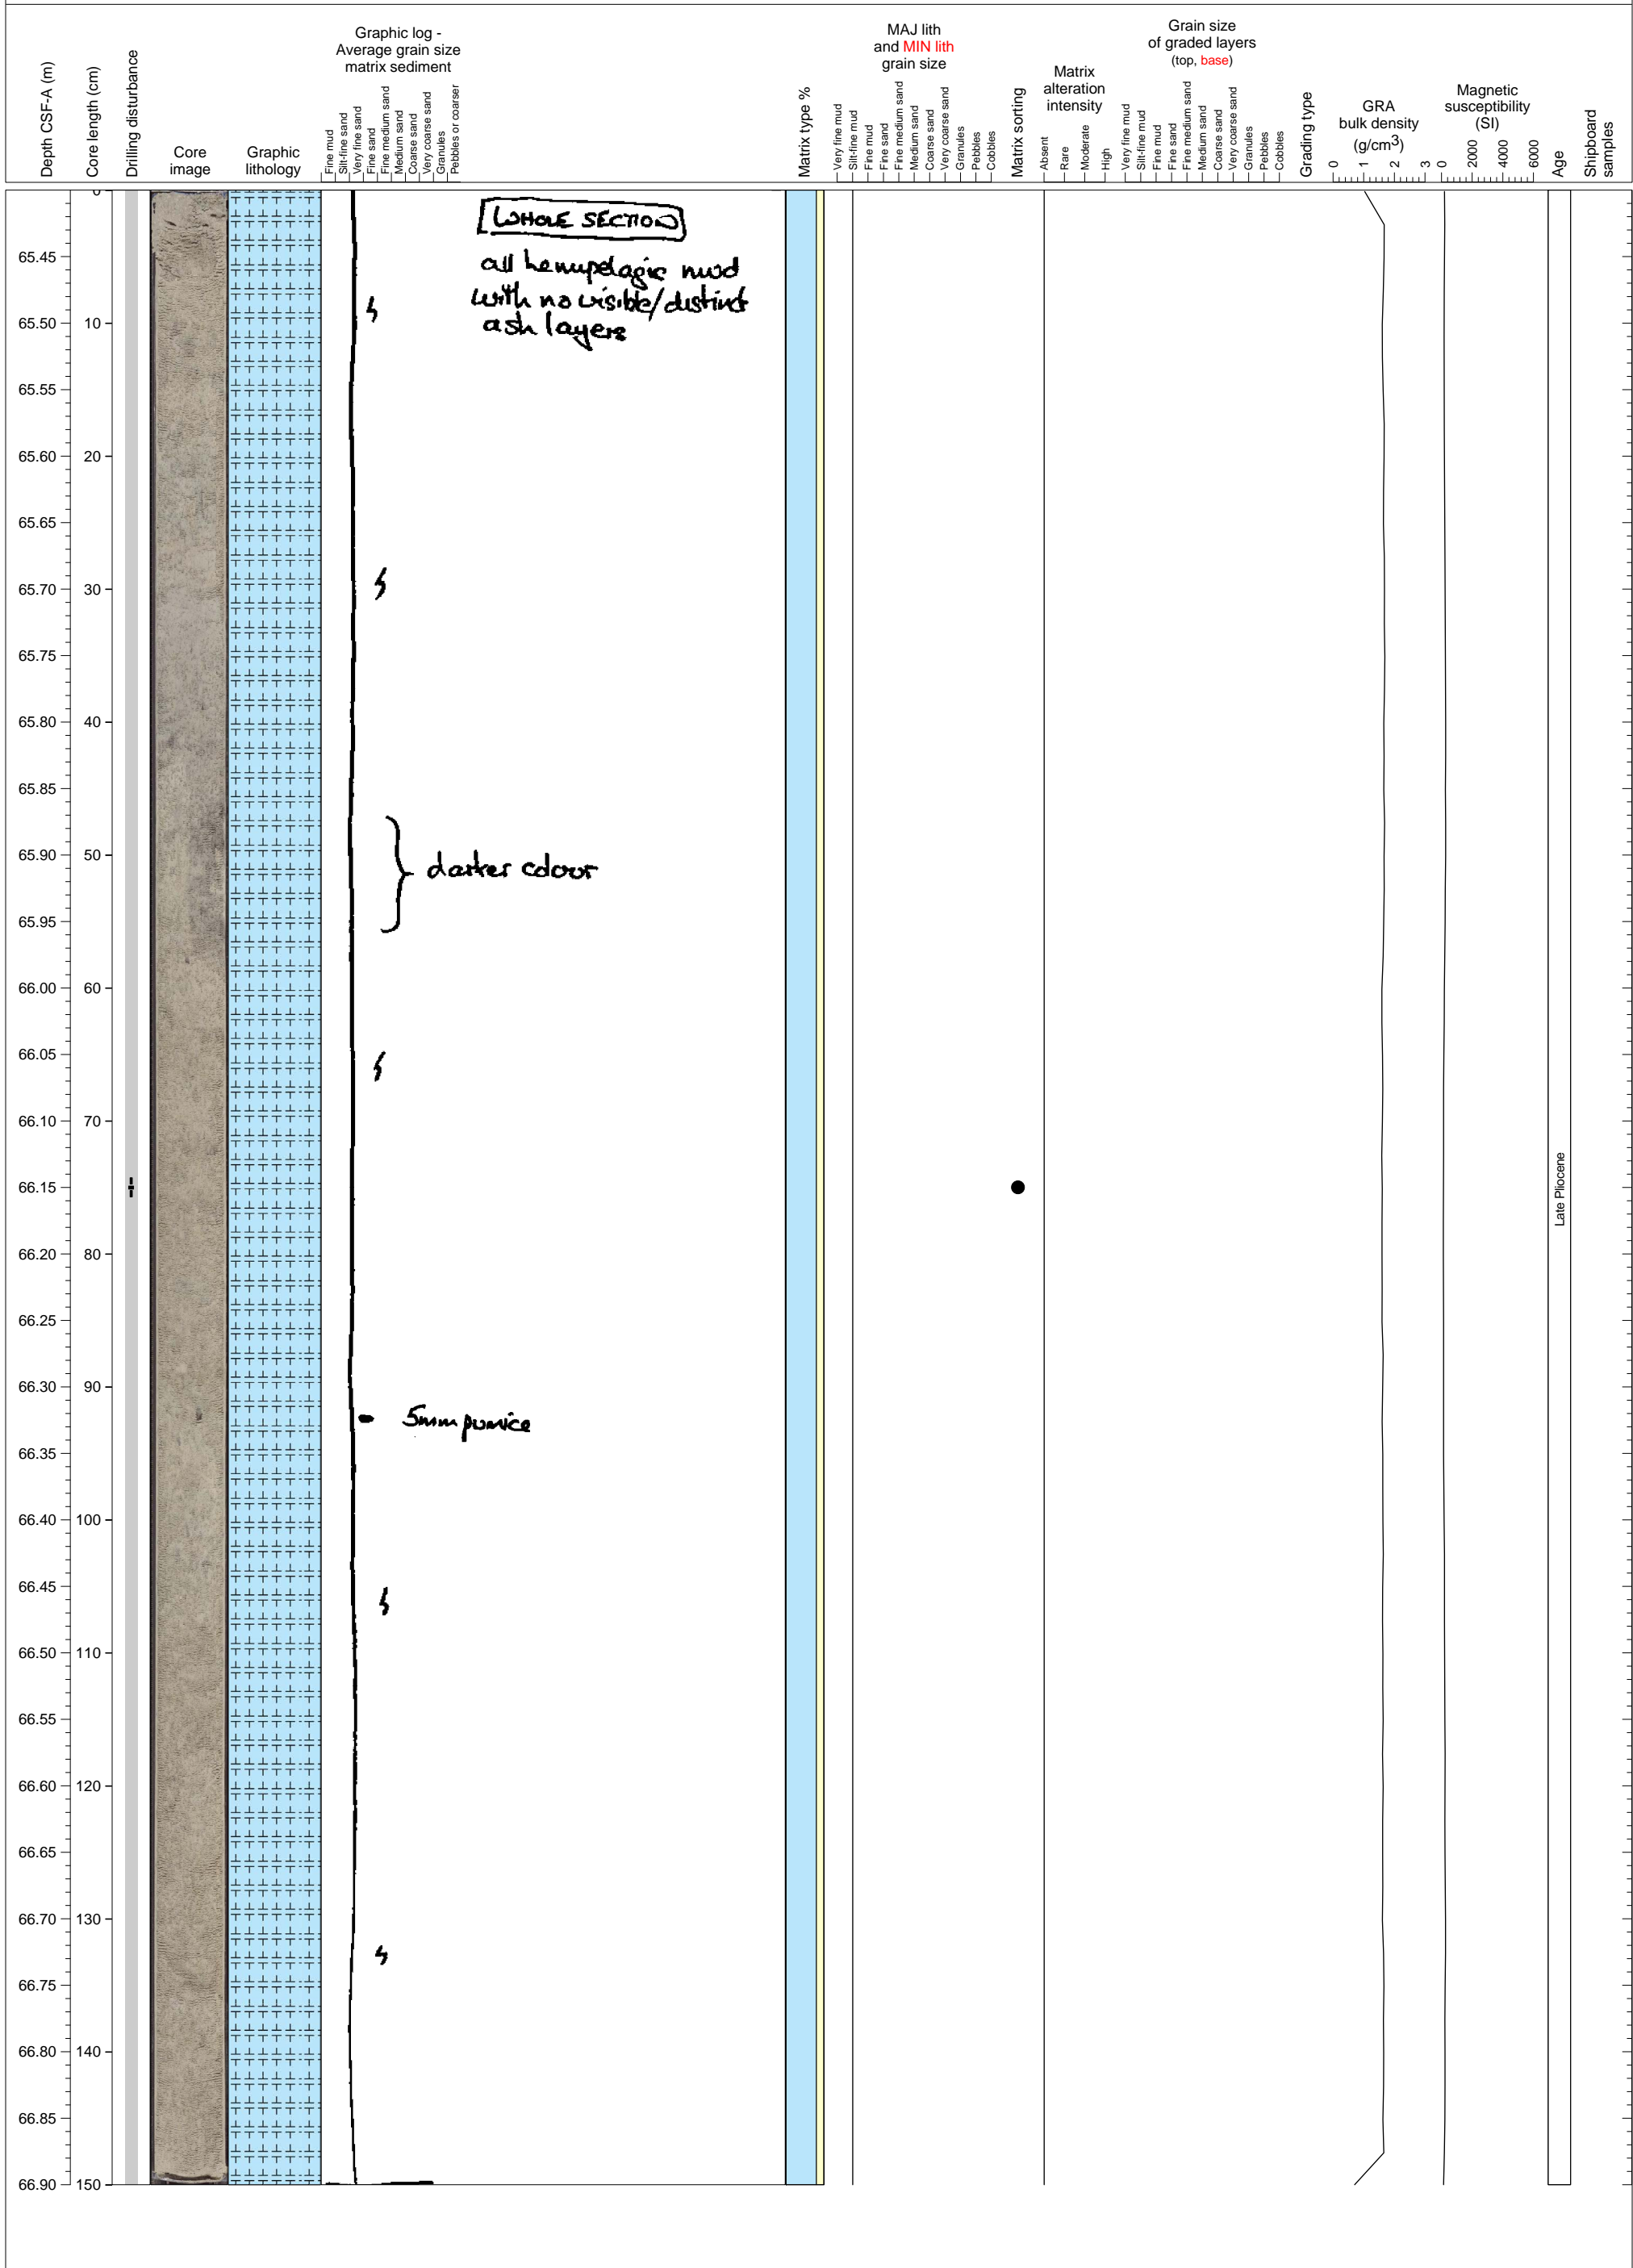 Depth CSF-A (m)
Core length (cm)
Drilling disturbance
Core
image
Graphic
lithology
Graphic log -
Average grain size
matrix sediment
Fine mud
Silt-fine sand
Very fine sand
Fine sand
Fine medium sand
Medium sand
Coarse sand
Very coarse sand
Granules
Pebbles or coarser
Matrix type %
MAJ lith
and MIN lith
grain size
Very fine mud
Silt-fine mud
Fine mud
Fine sand
Fine medium sand
Medium sand
Coarse sand
Very coarse sand
Granules
Pebbles
Cobbles
Matrix sorting
Matrix
alteration
intensity
Absent
Rare
Moderate
High
Grain size
of graded layers
(top, base)
Very fine mud
Silt-fine mud
Fine mud
Fine sand
Fine medium sand
Medium sand
Coarse sand
Very coarse sand
Granules
Pebbles
Cobbles
Grading type
GRA
bulk density
(g/cm3)
0 1 2 3
Magnetic
susceptibility
(SI)
0 2000 4000 6000
Age
Shipboard
samples
0
WHOLE SECTION
65.45
all hemipelagic mud
with no visible/distinct
65.50 10
ash layers
65.55
65.60 20
65.65
65.70 30
65.75
65.80 40
65.85
65.90 50
darker colour
65.95
66.00 60
66.05
66.10 70
66.15
Late Pliocene
66.20 80
66.25
66.30 90
5mm pumice
66.35
66.40 100
66.45
66.50 110
66.55
66.60 120
66.65
66.70 130
66.75
66.80 140
66.85
66.90 150